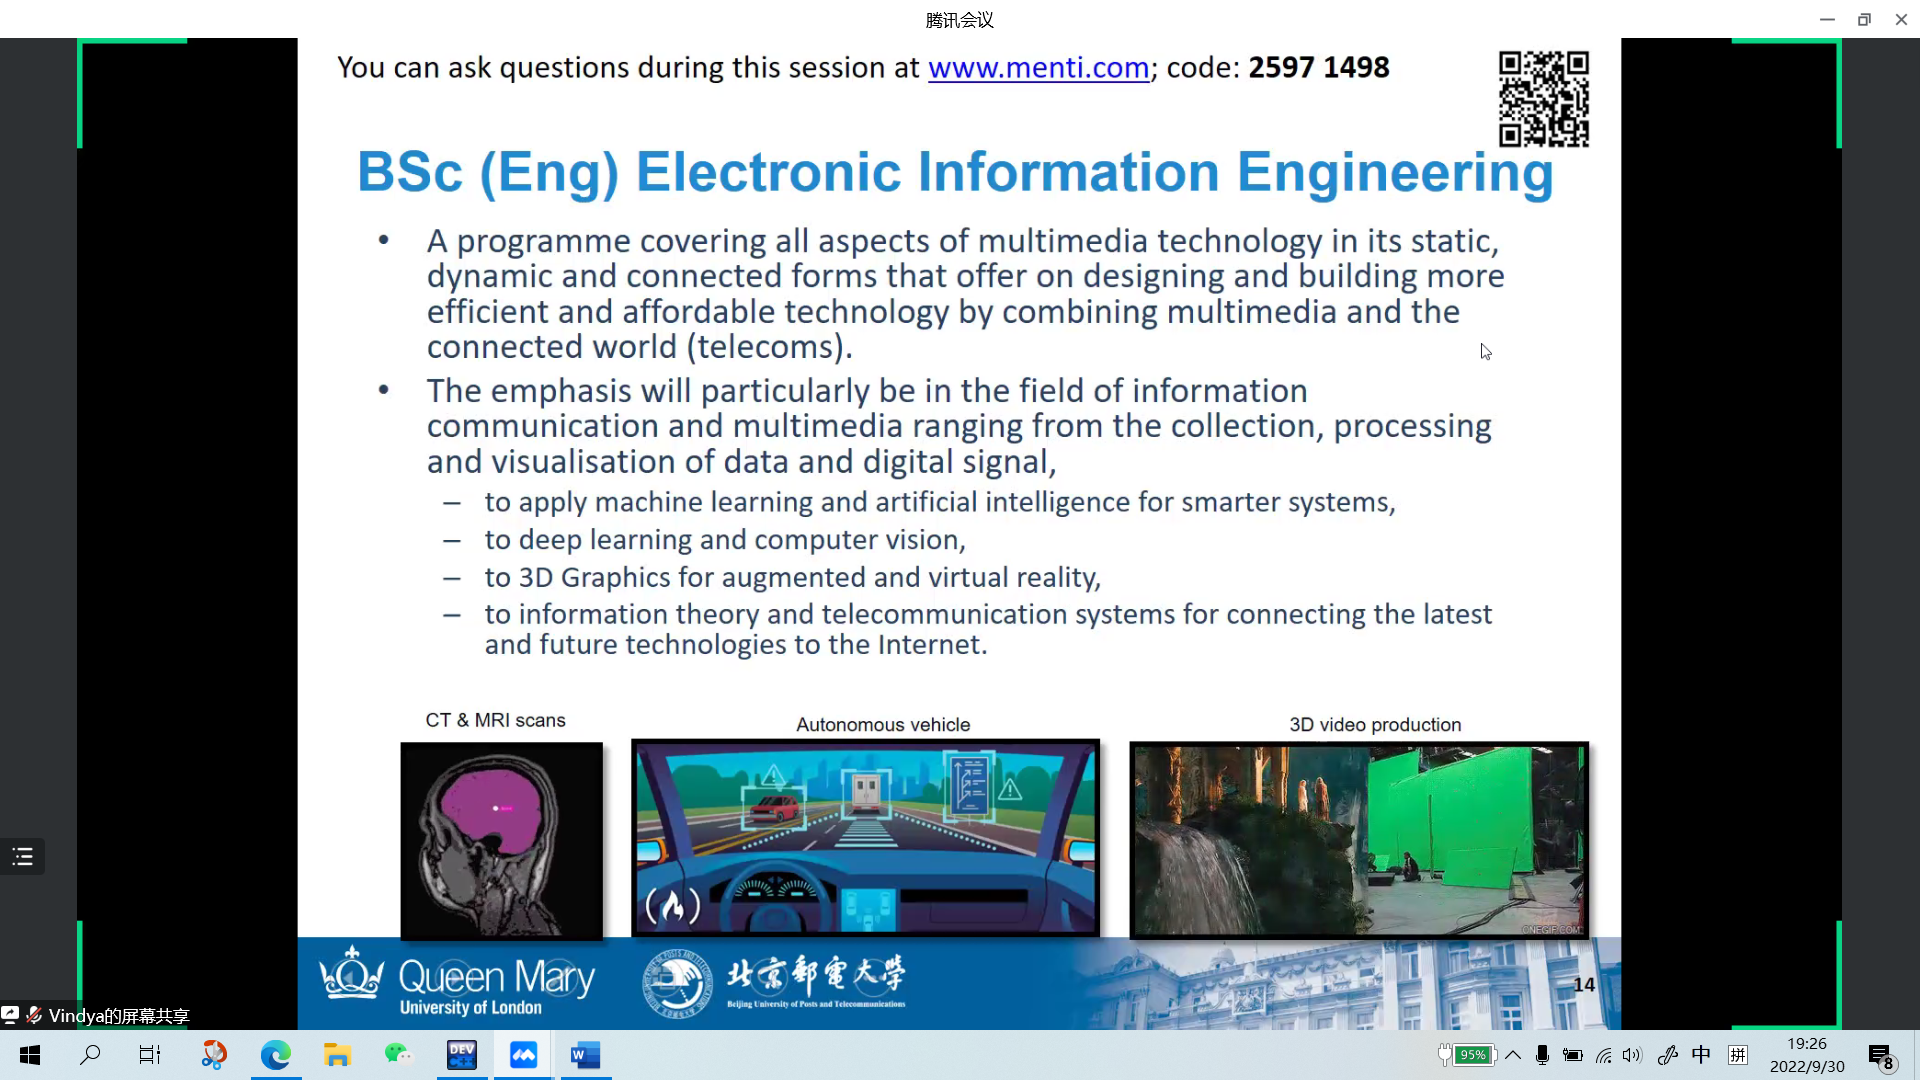 腾讯会议
You can ask questions during this session at www.menti.com; code: 2597 1498
BSc (Eng) Electronic Information Engineering
• A programme covering all aspects of multimedia technology in its static,
dynamic and connected forms that offer on designing and building more
efficient and affordable technology by combining multimedia and the
connected world (telecoms).
• The emphasis will particularly be in the field of information
communication and multimedia ranging from the collection, processing
and visualisation of data and digital signal,
– to apply machine learning and artificial intelligence for smarter systems,
– to deep learning and computer vision,
– to 3D Graphics for augmented and virtual reality,
– to information theory and telecommunication systems for connecting the latest
and future technologies to the Internet.
CT & MRI scans
Autonomous vehicle
3D video production
GNEGIF.COM
Queen Mary
University of London
北京郵電大學
Beijing University of Posts and Telecommunications
14
Vindya的屏幕共享
DEV
C++
W
95%
中
拼
19:26
2022/9/30
8